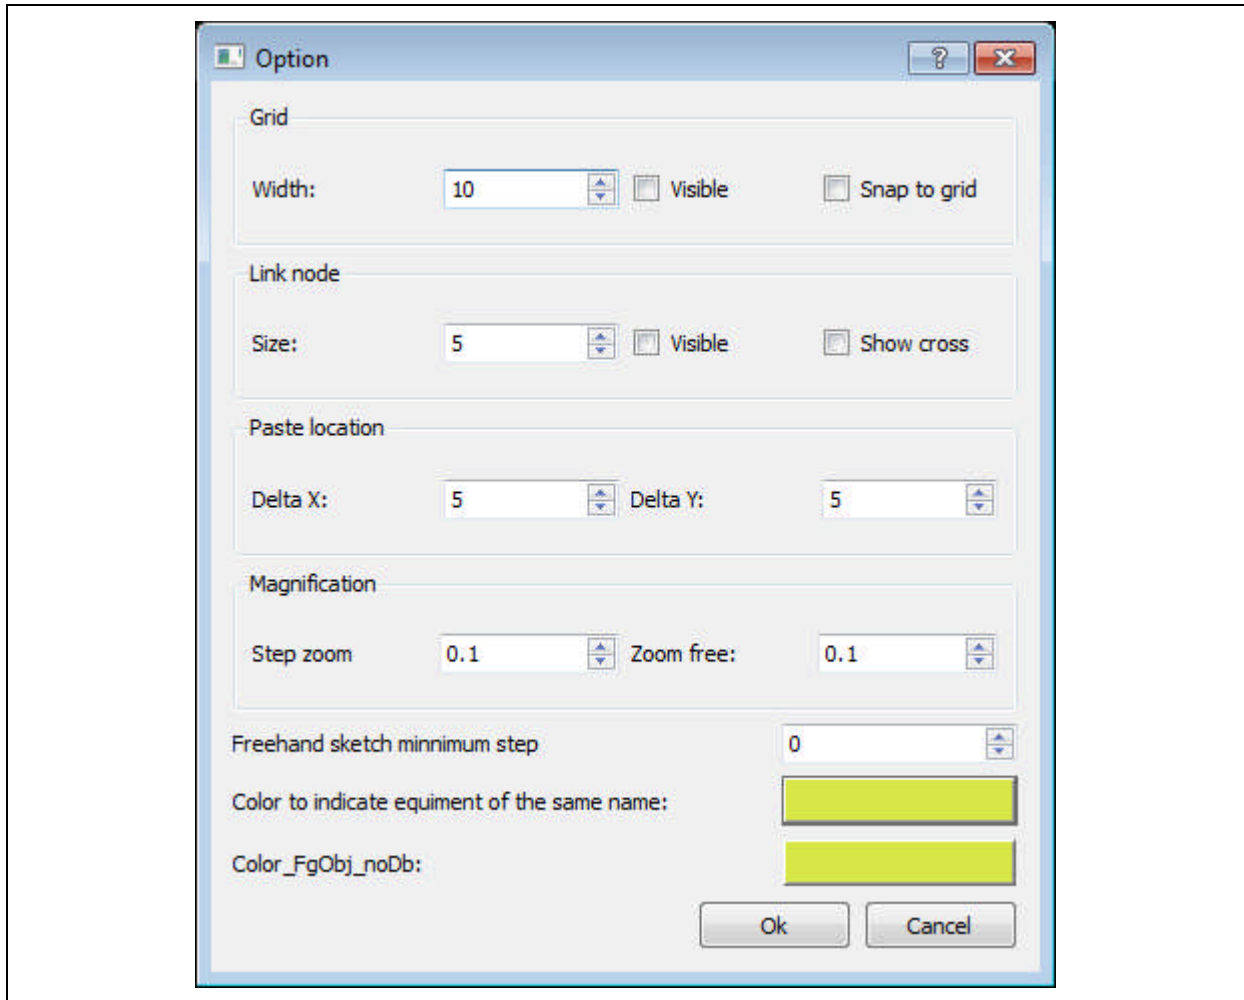 Option
Grid
Width: 10 Visible Snap to grid
Link node
Size: 5 Visible Show cross
Paste location
Delta X: 5 Delta Y: 5
Magnification
Step zoom 0.1 Zoom free: 0.1
Freehand sketch minnimum step 0
Color to indicate equiment of the same name:
Color_FgObj_noDb:
Ok Cancel